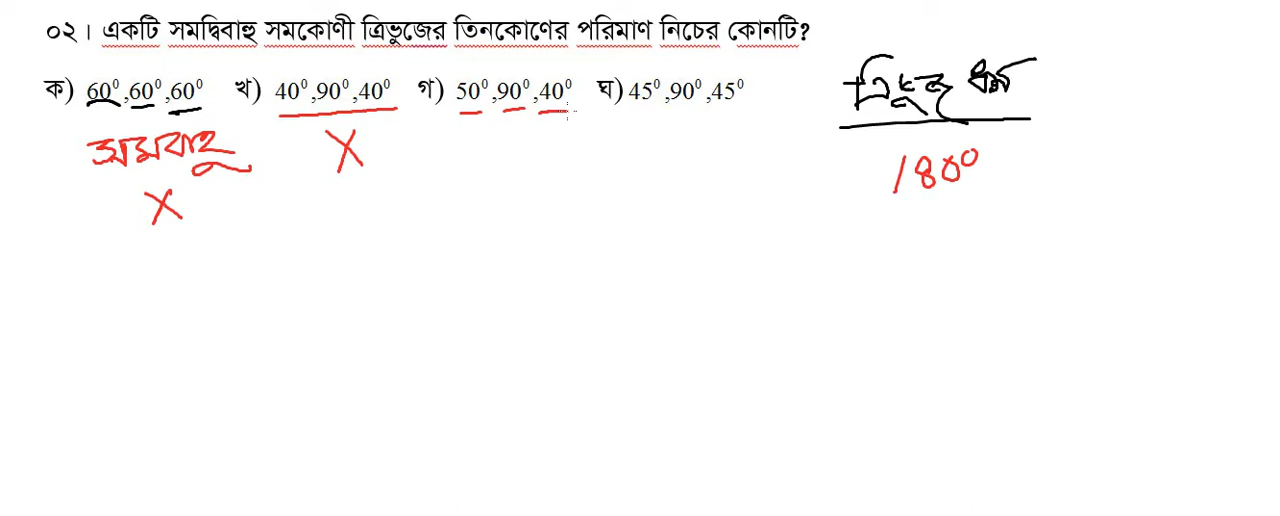 ০২। একটি সমদ্বিবাহু সমকোণী ত্রিভুজের তিনকোণের পরিমাণ নিচের কোনটি?
ক) 60⁰,60⁰,60⁰ খ) 40⁰,90⁰,40⁰ গ) 50⁰,90⁰,40⁰ ঘ) 45⁰,90⁰,45⁰
ত্রিভুজ
সমবাহু X
180⁰
X